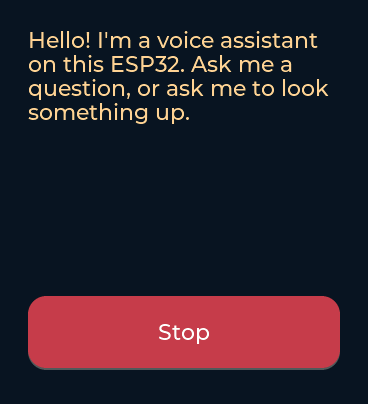 Hello! I'm a voice assistant
on this ESP32. Ask me a
question, or ask me to look
something up.
Stop